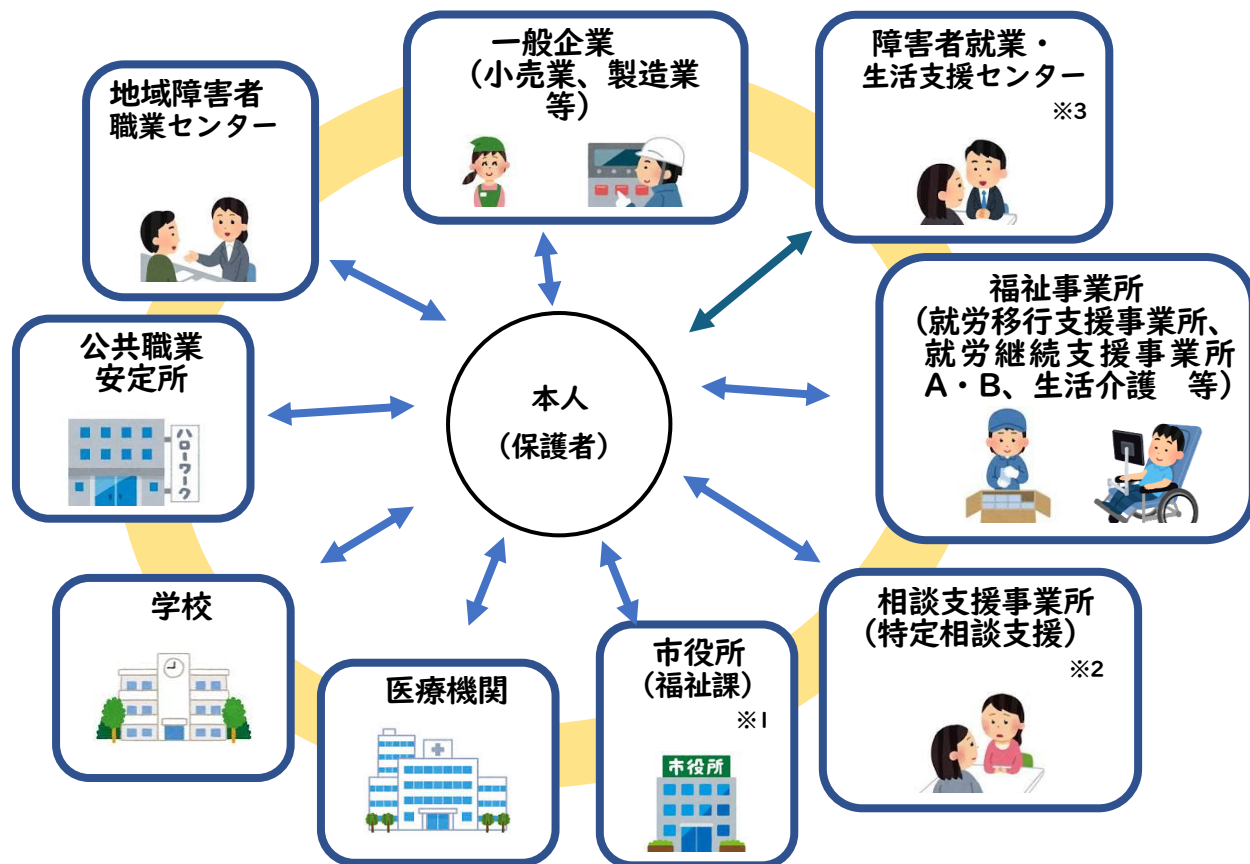 一般企業
（小売業、製造業
等）
障害者就業・
生活支援センター
※3
地域障害者
職業センター
福祉事業所
（就労移行支援事業所、
就労継続支援事業所
A・B、生活介護　等）
公共職業
安定所
ハローワーク
本人
（保護者）
相談支援事業所
（特定相談支援）
※2
学校
医療機関
市役所
（福祉課）
※1
市役所